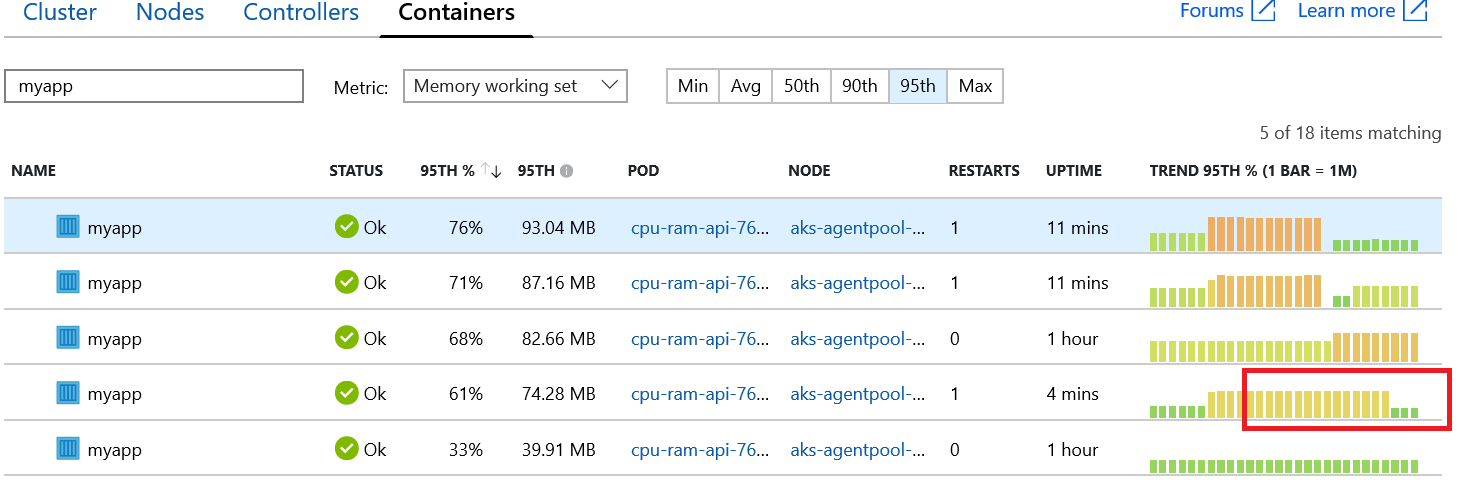 Cluster Nodes Controllers Containers Forums Learn more
myapp Metric: Memory working set Min Avg 50th 90th 95th Max
5 of 18 items matching
NAME STATUS 95TH % 95TH POD NODE RESTARTS UPTIME TREND 95TH % (1 BAR = 1M)
myapp Ok 76% 93.04 MB cpu-ram-api-76... aks-agentpool-... 1 11 mins
myapp Ok 71% 87.16 MB cpu-ram-api-76... aks-agentpool-... 1 11 mins
myapp Ok 68% 82.66 MB cpu-ram-api-76... aks-agentpool-... 0 1 hour
myapp Ok 61% 74.28 MB cpu-ram-api-76... aks-agentpool-... 1 4 mins
myapp Ok 33% 39.91 MB cpu-ram-api-76... aks-agentpool-... 0 1 hour